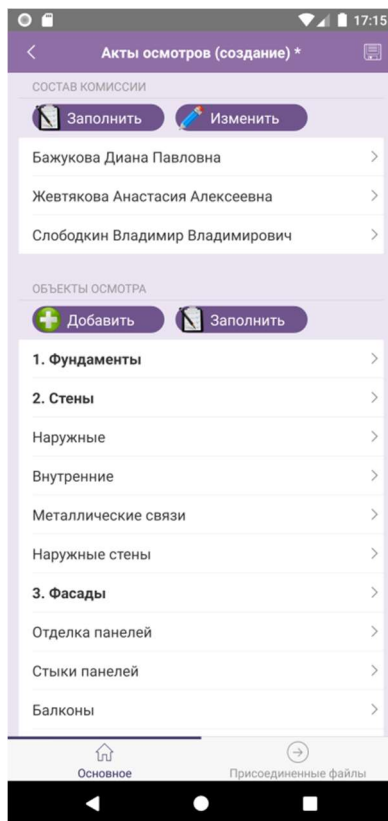 17:15
Акты осмотров (создание) *
СОСТАВ КОМИССИИ
Заполнить
Изменить
Бажукова Диана Павловна
Жевтякова Анастасия Алексеевна
Слободкин Владимир Владимирович
ОБЪЕКТЫ ОСМОТРА
Добавить
Заполнить
1. Фундаменты
2. Стены
Наружные
Внутренние
Металлические связи
Наружные стены
3. Фасады
Отделка панелей
Стыки панелей
Балконы
Основное
Присоединенные файлы